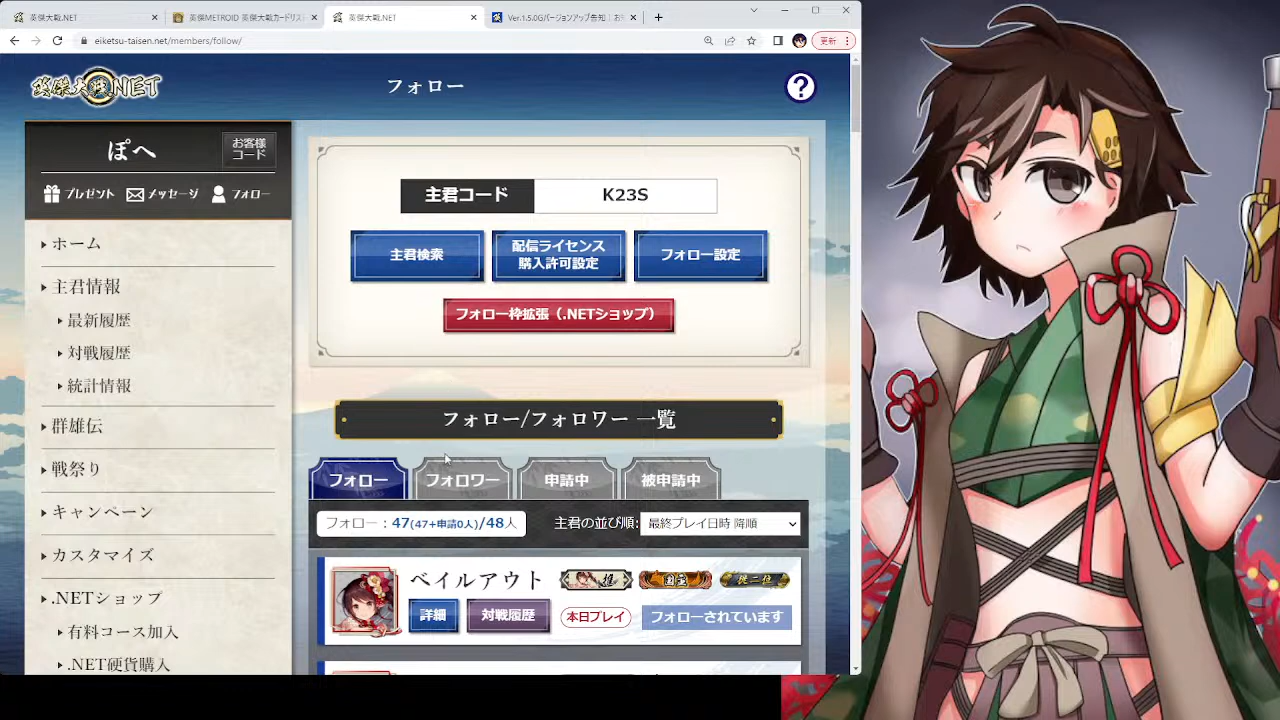 英傑大戦.NET
英傑METROID 英傑大戦カードリスト
英傑大戦.NET
Ver.1.5.0Gバージョンアップ告知｜お知
eiketsu-taisen.net/members/follow/
更新
英傑大戦.NET
フォロー
?
ぽへ
お客様コード
プレゼント
メッセージ
フォロー
ホーム
主君情報
最新履歴
対戦履歴
統計情報
群雄伝
戦祭り
キャンペーン
カスタマイズ
.NETショップ
有料コース加入
.NET硬貨購入
主君コード
K23S
主君検索
配信ライセンス
購入許可設定
フォロー設定
フォロー枠拡張（.NETショップ）
フォロー/フォロワー 一覧
フォロー
フォロワー
申請中
被申請中
フォロー：47(47+申請0人)/48人
主君の並び順:
最終プレイ日時 降順
ベイルアウト
従二位
詳細
対戦履歴
本日プレイ
フォローされています